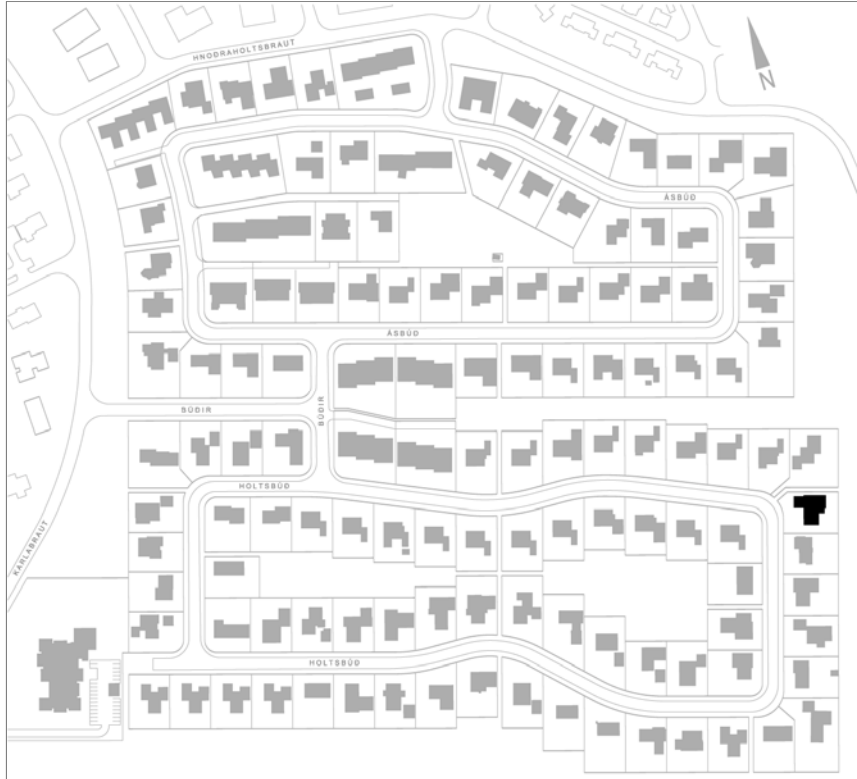 HNOÐRAHOLTSBRAUT
N
ÁSBÚÐ
ÁSBÚÐ
BÚÐIR
BÚÐIR
HOLTSBÚÐ
KARLABRAUT
HOLTSBÚÐ